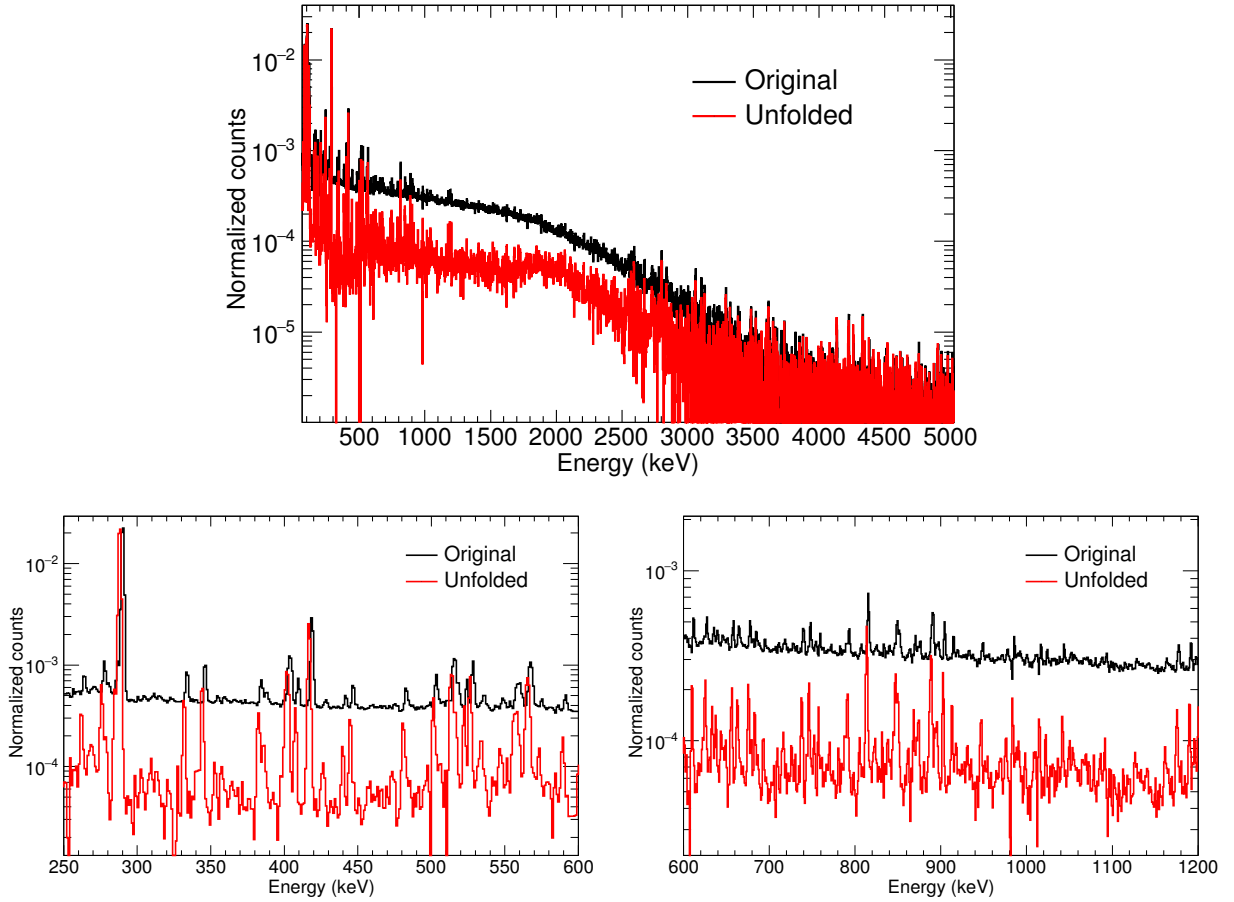 Normalized counts
10⁻²
10⁻³
10⁻⁴
10⁻⁵
Original
Unfolded
500 1000 1500 2000 2500 3000 3500 4000 4500 5000
Energy (keV)
Normalized counts
10⁻²
10⁻³
10⁻⁴
Original
Unfolded
250 300 350 400 450 500 550 600
Energy (keV)
Normalized counts
10⁻³
10⁻⁴
Original
Unfolded
600 700 800 900 1000 1100 1200
Energy (keV)